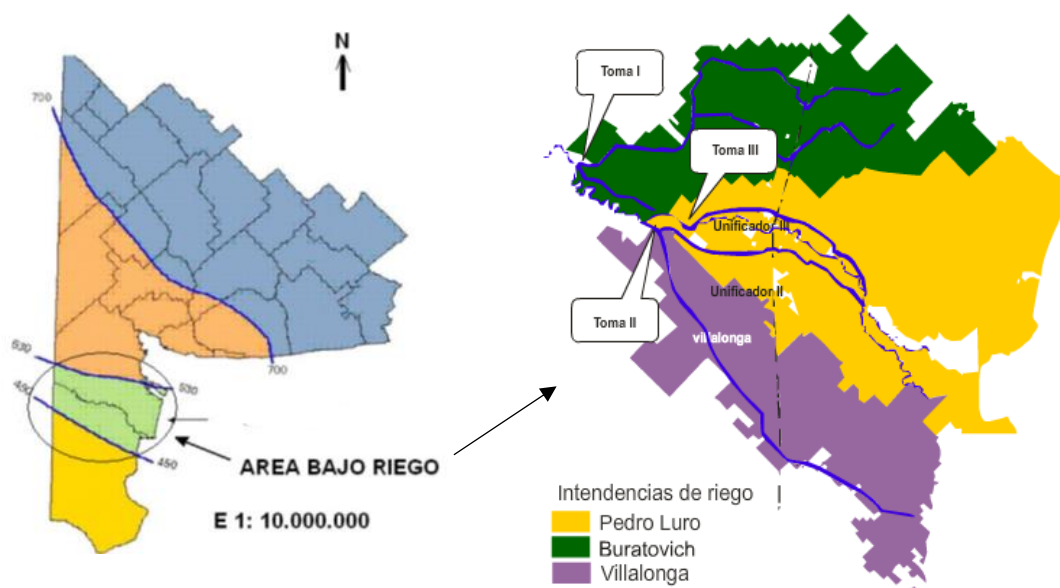 N
700
700
530
530
450
450
AREA BAJO RIEGO
E 1: 10.000.000
Toma I
Toma III
Unificador III
Unificador II
Toma II
villalonga
Intendencias de riego
Pedro Luro
Buratovich
Villalonga